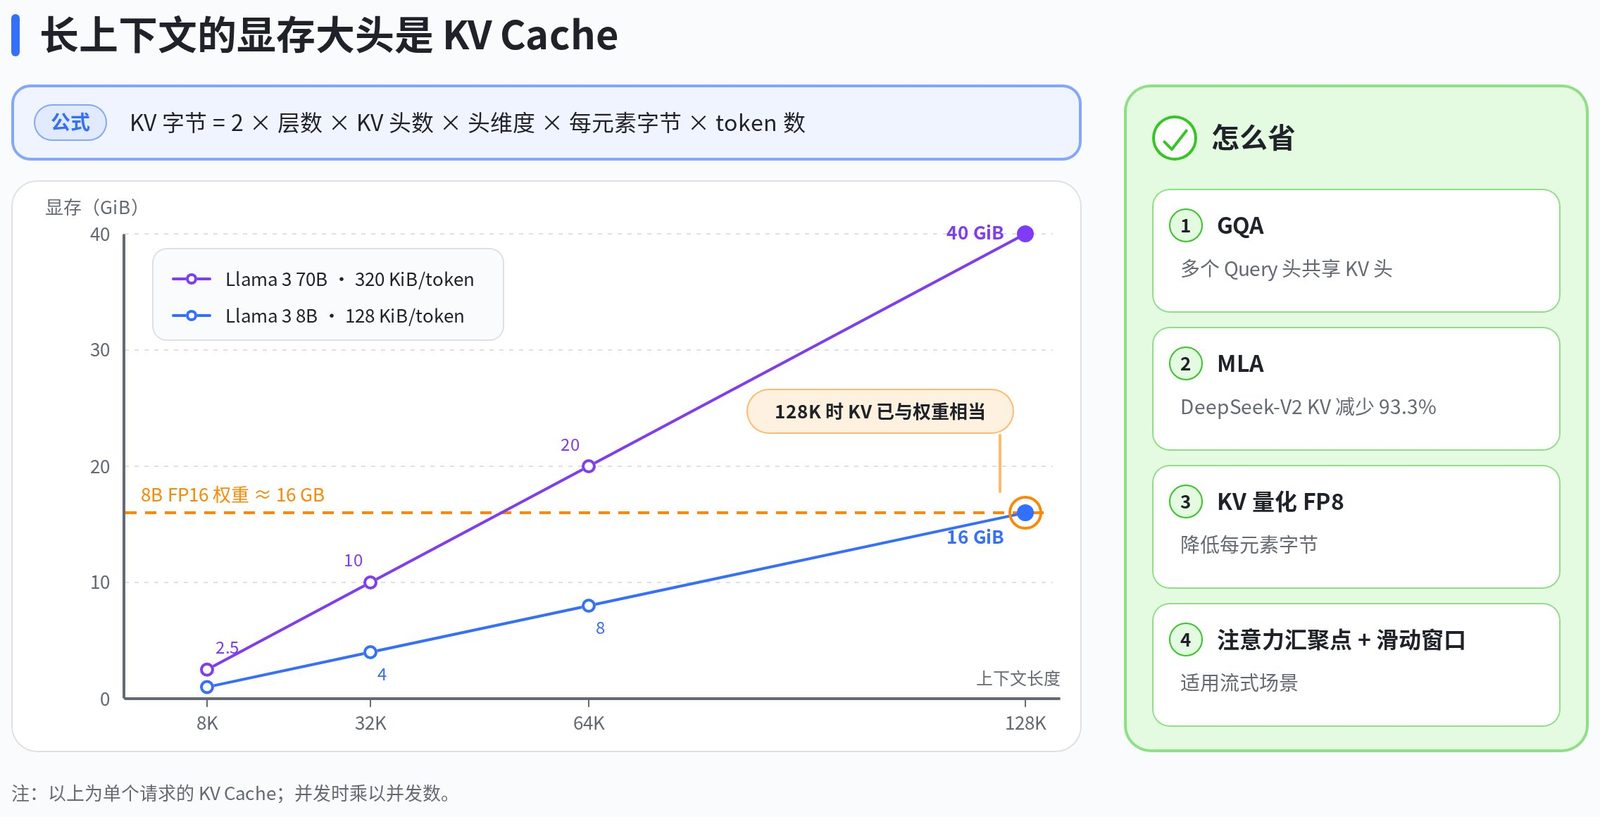 长上下文的显存大头是 KV Cache
公式
KV 字节 = 2 × 层数 × KV 头数 × 头维度 × 每元素字节 × token 数
显存（GiB）
40
30
20
10
0
Llama 3 70B · 320 KiB/token
Llama 3 8B · 128 KiB/token
40 GiB
128K 时 KV 已与权重相当
20
8B FP16 权重 ≈ 16 GB
16 GiB
10
8
2.5
4
上下文长度
8K
32K
64K
128K
怎么省
1 GQA
多个 Query 头共享 KV 头
2 MLA
DeepSeek-V2 KV 减少 93.3%
3 KV 量化 FP8
降低每元素字节
4 注意力汇聚点 + 滑动窗口
适用流式场景
注：以上为单个请求的 KV Cache；并发时乘以并发数。